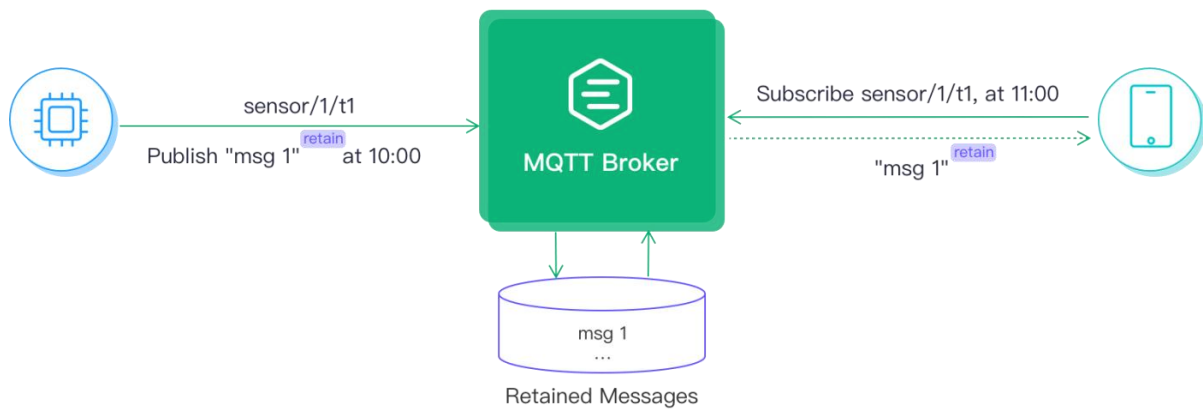 sensor/1/t1
Publish "msg 1" retain at 10:00
MQTT Broker
Subscribe sensor/1/t1, at 11:00
"msg 1" retain
msg 1
...
Retained Messages